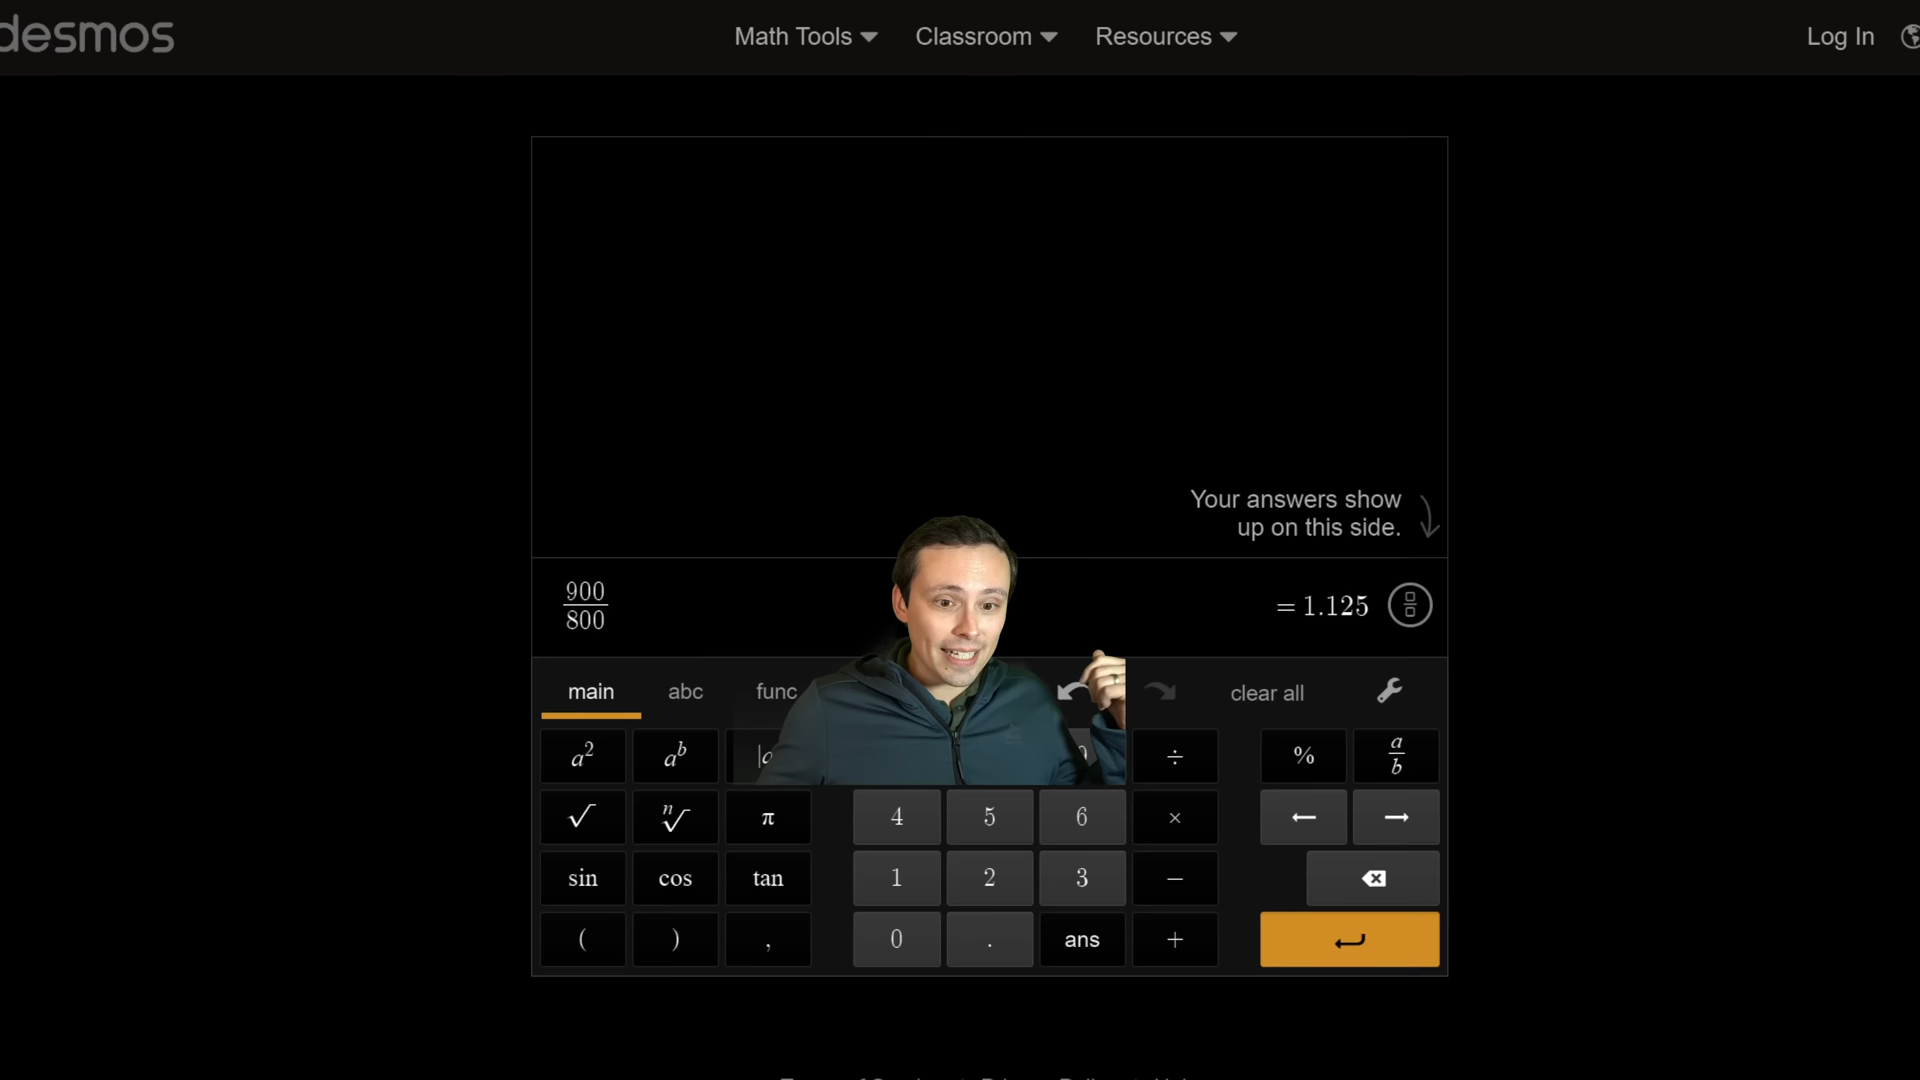 desmos
Math Tools
Classroom
Resources
Log In
Your answers show
up on this side.
900
800
= 1.125
main
abc
func
clear all
a²
aᵇ
÷
%
a
b
√
ⁿ√
π
4
5
6
×
←
→
sin
cos
tan
1
2
3
−
(
)
,
0
.
ans
+